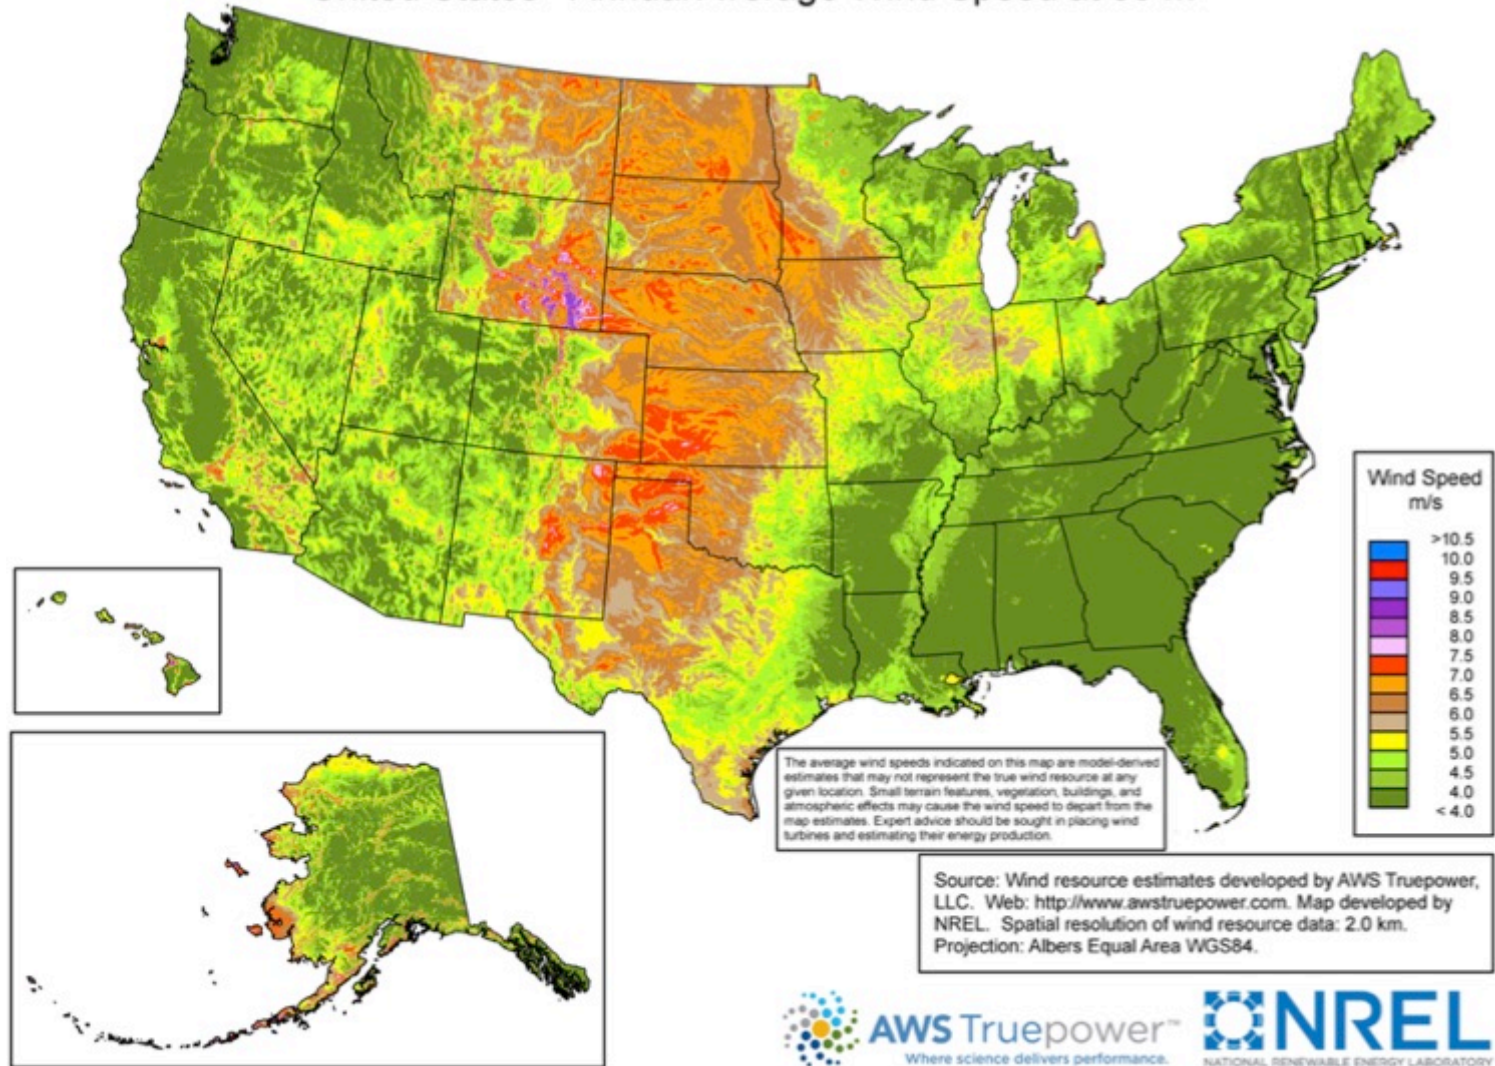 Wind Speed
m/s
>10.5
10.0
9.5
9.0
8.5
8.0
7.5
7.0
6.5
6.0
5.5
5.0
4.5
4.0
< 4.0
The average wind speeds indicated on this map are model-derived
estimates that may not represent the true wind resource at any
given location. Small terrain features, vegetation, buildings, and
atmospheric effects may cause the wind speed to depart from the
map estimates. Expert advice should be sought in placing wind
turbines and estimating their energy production.
Source: Wind resource estimates developed by AWS Truepower,
LLC. Web: http://www.awstruepower.com. Map developed by
NREL. Spatial resolution of wind resource data: 2.0 km.
Projection: Albers Equal Area WGS84.
AWS Truepower™
Where science delivers performance.
NREL
NATIONAL RENEWABLE ENERGY LABORATORY